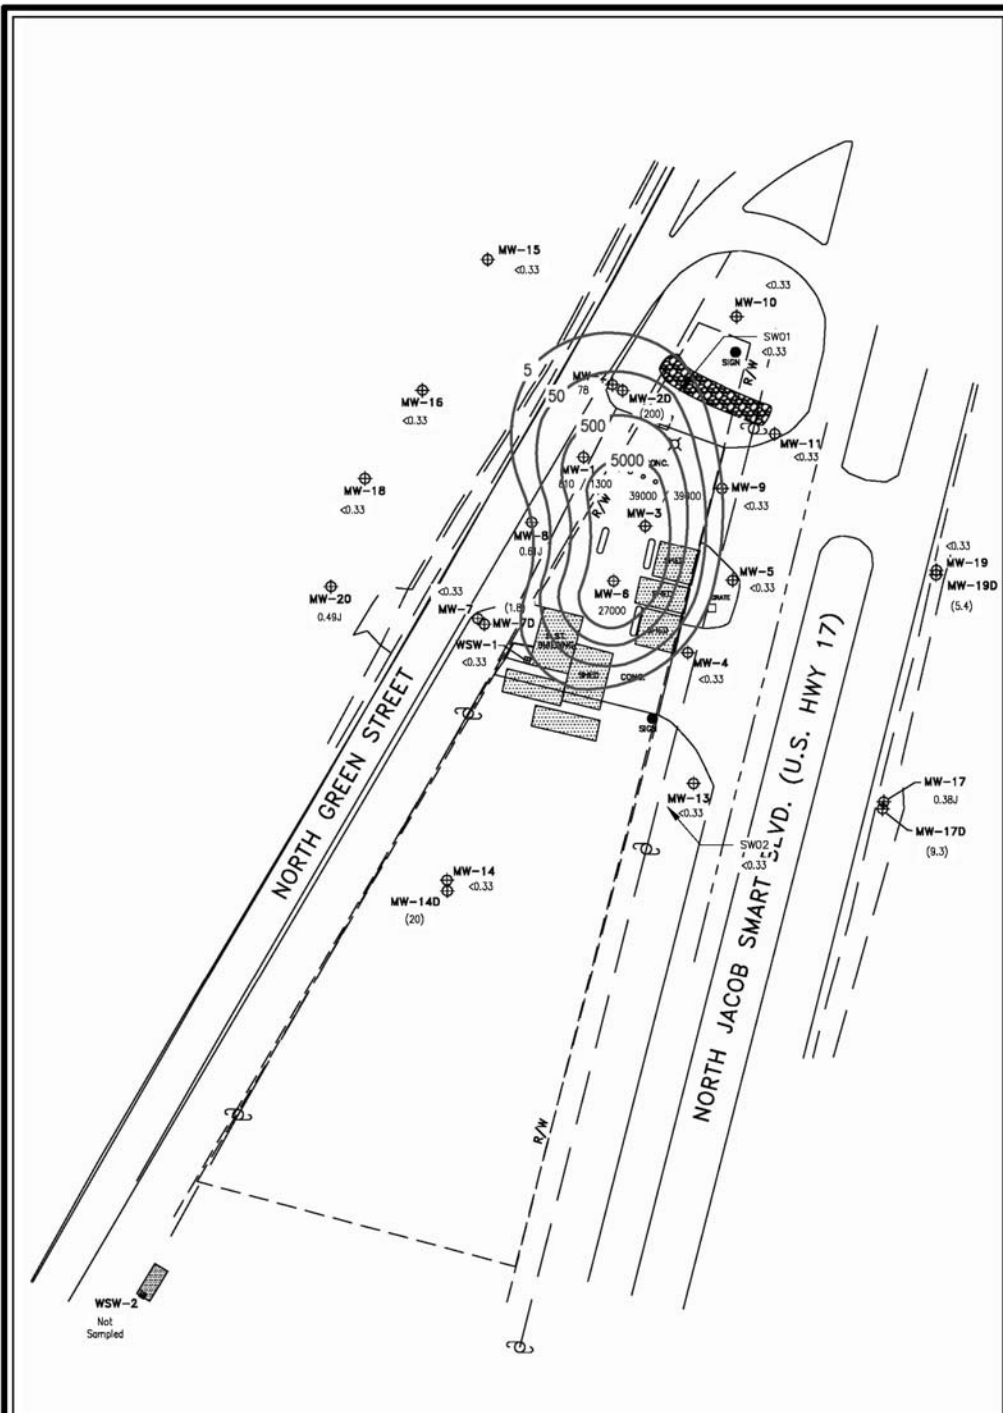 MW-15
<0.33
<0.33
MW-10
SW01
<0.33
SIGN
R/W
5
50
78
MW-2D
(200)
MW-16
<0.33
500
MW-11
<0.33
MW-1
5000
610 / 1300
39000 / 39400
R/W
MW-3
MW-9
<0.33
MW-18
<0.33
MW-8
0.61J
<0.33
MW-19
MW-19D
(5.4)
MW-20
0.49J
<0.33
MW-7
(1.8)
MW-7D
MW-6
27000
SHED
SHED
MW-5
<0.33
WSW-1
<0.33
BUILDING
SHED
CONC.
MW-4
<0.33
SIGN
MW-13
<0.33
SW02
<0.33
MW-17
0.38J
MW-17D
(9.3)
MW-14
<0.33
MW-14D
(20)
NORTH GREEN STREET
NORTH JACOB SMART BLVD. (U.S. HWY 17)
R/W
WSW-2
Not
Sampled